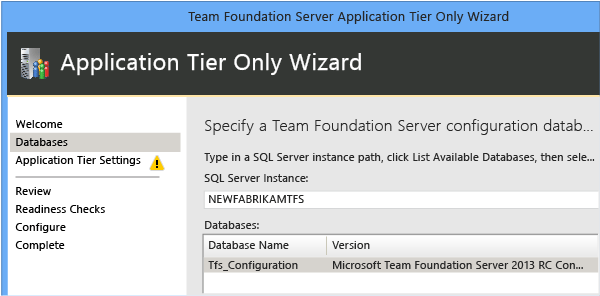 Team Foundation Server Application Tier Only Wizard
Application Tier Only Wizard
Welcome
Databases
Application Tier Settings
Review
Readiness Checks
Configure
Complete
Specify a Team Foundation Server configuration datab...
Type in a SQL Server instance path, click List Available Databases, then sele...
SQL Server Instance:
NEWFABRIKAMTFS
Databases:
Database Name Version
Tfs_Configuration Microsoft Team Foundation Server 2013 RC Con...